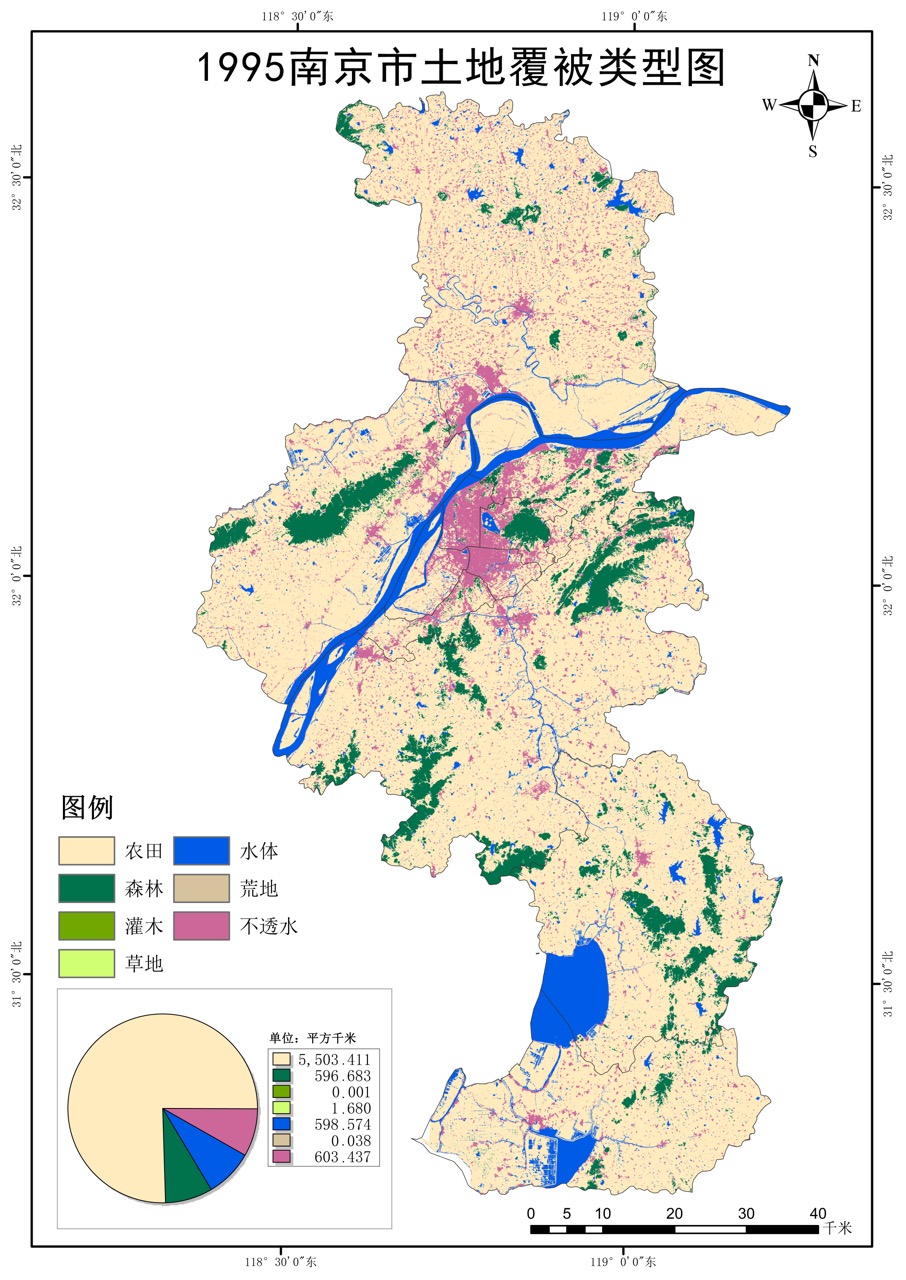 118° 30′0″东
119° 0′0″东
1995南京市土地覆被类型图
N
W
E
S
32° 30′0″北
32° 30′0″北
32° 0′0″北
32° 0′0″北
31° 30′0″北
31° 30′0″北
图例
农田
水体
森林
荒地
灌木
不透水
草地
单位: 平方千米
5,503.411
596.683
0.001
1.680
598.574
0.038
603.437
0 5 10 20 30 40
千米
118° 30′0″东
119° 0′0″东